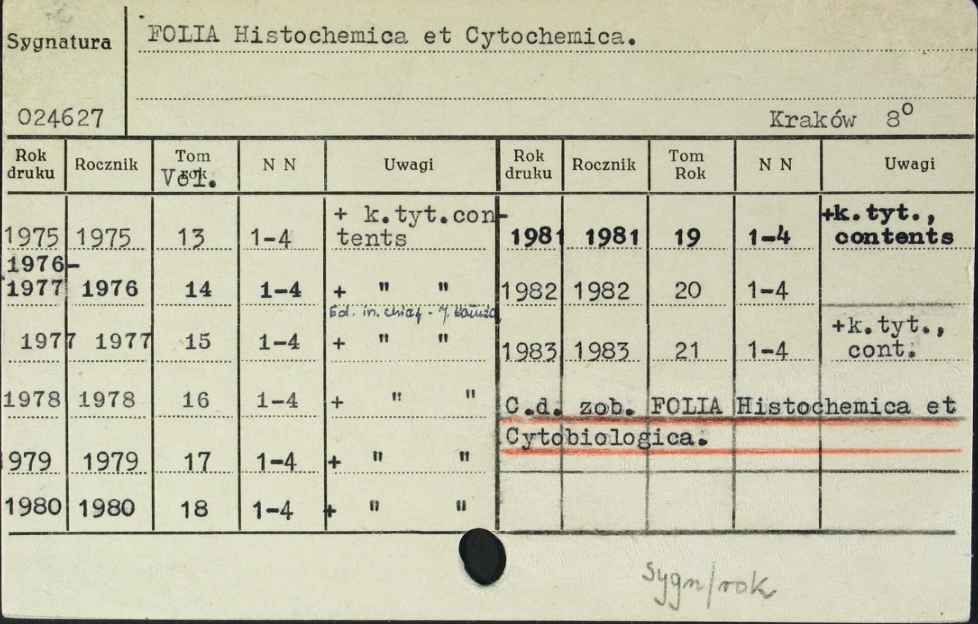 Sygnatura
FOLIA Histochemica et Cytochemica.
024627
Kraków 8º
Rok druku Rocznik Tom rok Vol. N N Uwagi
1975 1975 13 1-4 + k.tyt.contents
1976-1977 1976 14 1-4 + " "
Ed. in. chief - J.
1977 1977 15 1-4 + " "
1978 1978 16 1-4 + " "
979 1979 17 1-4 + " "
1980 1980 18 1-4 + " "
Rok druku Rocznik Tom Rok N N Uwagi
1981 1981 19 1-4 +k.tyt., contents
1982 1982 20 1-4
1983 1983 21 1-4 +k.tyt., cont.
C.d. zob. FOLIA Histochemica et
Cytobiologica.
Sygn/rok